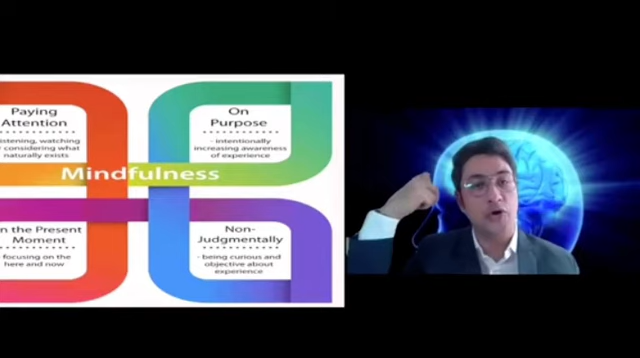 Paying
Attention
istening, watching
considering what
naturally exists
On
Purpose
- intentionally
increasing awareness
of experience
Mindfulness
n the Present
Moment
focusing on the
here and now
Non-
Judgmentally
- being curious and
objective about
experience